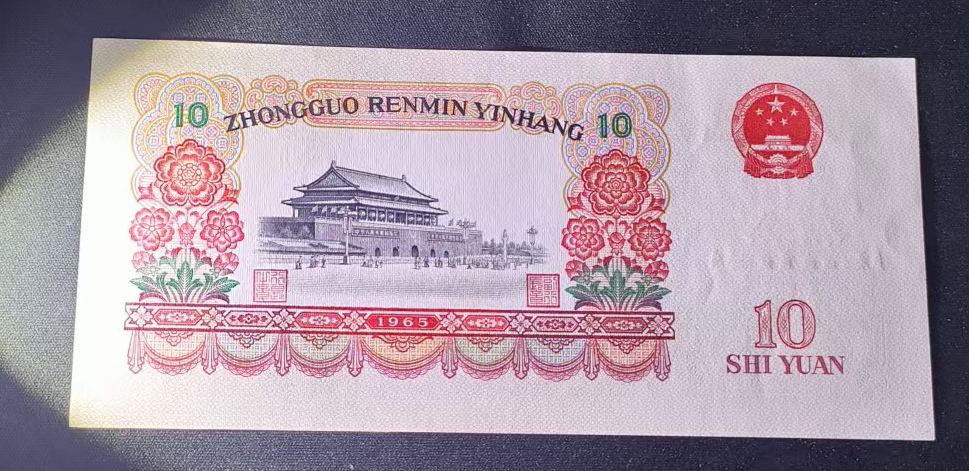 10 ZHONGGUO RENMIN YINHANG 10
1965
10
SHI YUAN